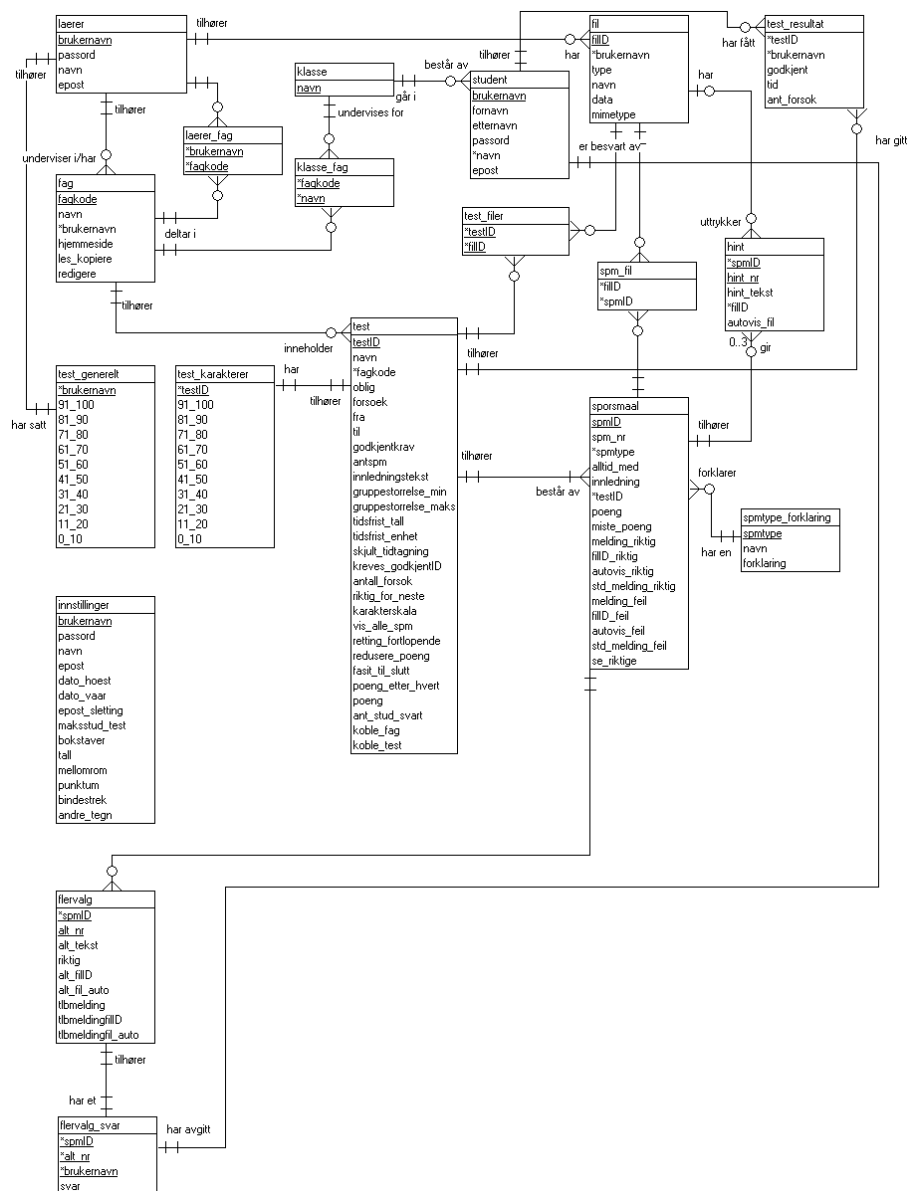 laerer
brukernavn
passord
navn
epost
tilhører
har
fil
fillID
*brukernavn
type
navn
data
mimetype
tilhører
har fått
test_resultat
*testID
*brukernavn
godkjent
tid
ant_forsok
har gitt
klasse
navn
består av
går i
student
brukernavn
fornavn
etternavn
passord
*navn
epost
tilhører
tilhører
undervises for
laerer_fag
*brukernavn
*fagkode
klasse_fag
*fagkode
*navn
er besvart av
har
underviser i/har
fag
fagkode
navn
*brukernavn
hjemmeside
les_kopiere
redigere
deltar i
test_filer
*testID
*fillID
spm_fil
*fillID
*spmID
uttrykker
hint
*spmID
hint_nr
hint_tekst
*fillID
autovis_fil
0..3
gir
tilhører
inneholder
test
testID
navn
*fagkode
oblig
forsoek
fra
til
godkjentkrav
antspm
innledningstekst
gruppestorrelse_min
gruppestorrelse_maks
tidsfrist_tall
tidsfrist_enhet
skjult_tidtagning
kreves_godkjentID
antall_forsok
riktig_for_neste
karakterskala
vis_alle_spm
retting_fortlopende
redusere_poeng
fasit_til_slutt
poeng_etter_hvert
poeng
ant_stud_svart
koble_fag
koble_test
tilhører
har satt
tilhører
test_generelt
*brukernavn
91_100
81_90
71_80
61_70
51_60
41_50
31_40
21_30
11_20
0_10
test_karakterer
*testID
91_100
81_90
71_80
61_70
51_60
41_50
31_40
21_30
11_20
0_10
har
tilhører
tilhører
består av
sporsmaal
spmID
spm_nr
*spmtype
alltid_med
innledning
*testID
poeng
miste_poeng
melding_riktig
fillID_riktig
autovis_riktig
std_melding_riktig
melding_feil
fillID_feil
autovis_feil
std_melding_feil
se_riktige
tilhører
forklarer
har en
spmtype_forklaring
spmtype
navn
forklaring
innstillinger
brukernavn
passord
navn
epost
dato_hoest
dato_vaar
epost_sletting
maksstud_test
bokstaver
tall
mellomrom
punktum
bindestrek
andre_tegn
flervalg
*spmID
alt_nr
alt_tekst
riktig
alt_fillID
alt_fil_auto
tlbmelding
tlbmeldingfillID
tlbmeldingfil_auto
tilhører
har et
flervalg_svar
*spmID
*alt_nr
*brukernavn
svar
har avgitt